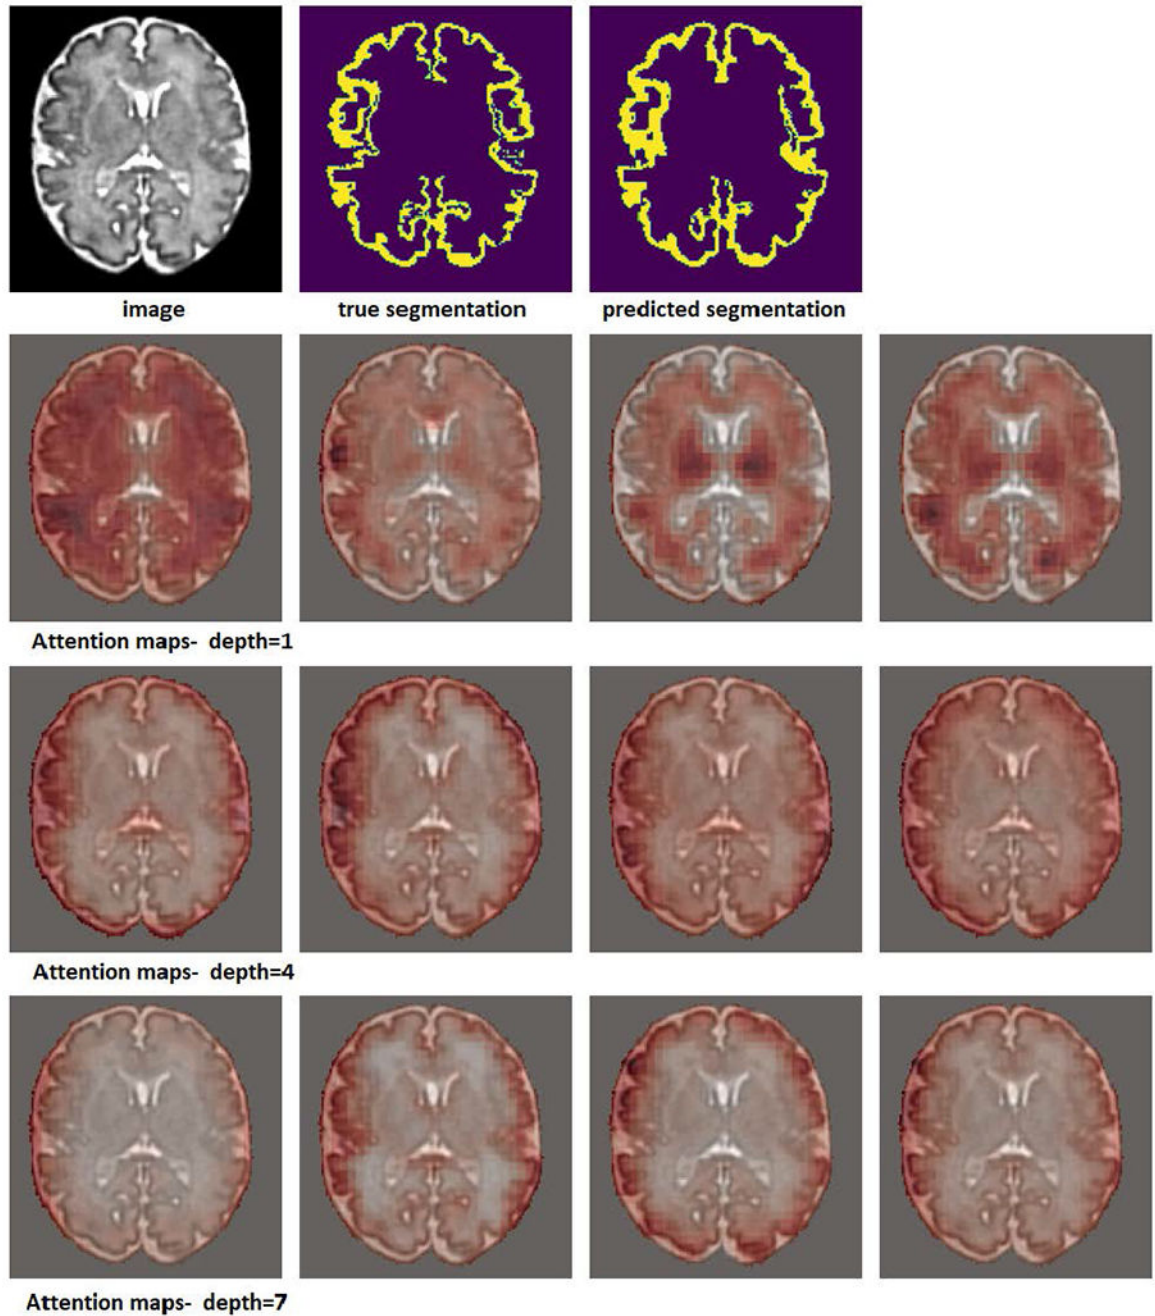 image
true segmentation
predicted segmentation
Attention maps- depth=1
Attention maps- depth=4
Attention maps- depth=7